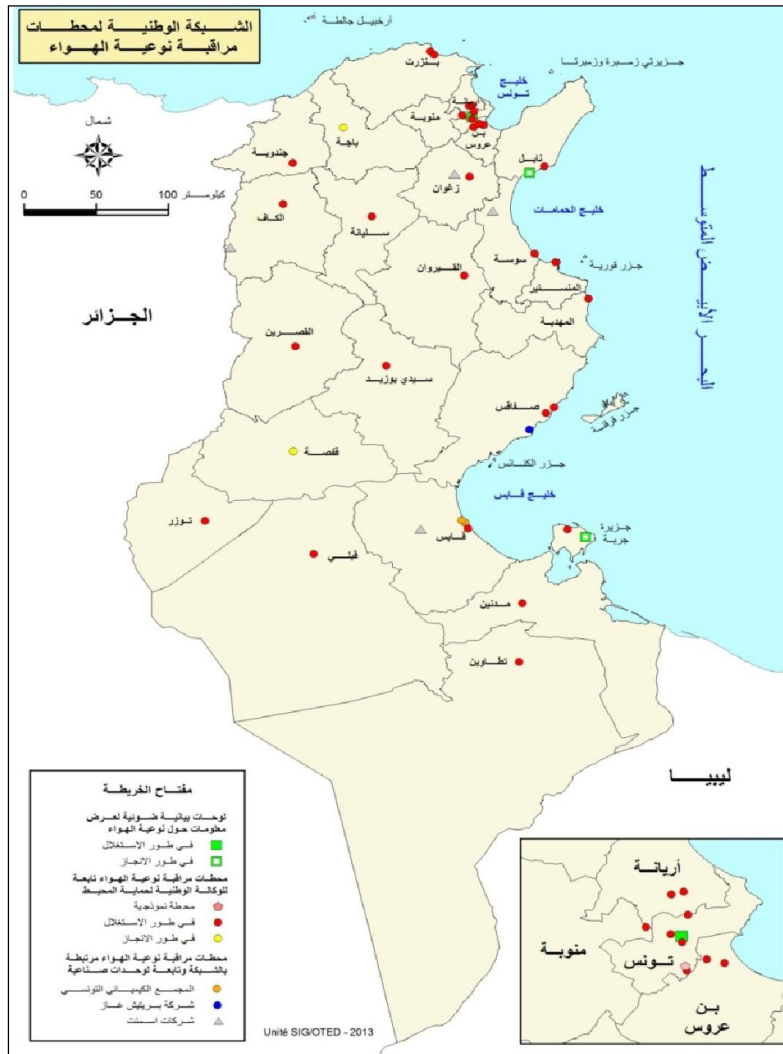 الشبكة الوطنية لمحطات
مراقبة نوعية الهواء
أرخبيل جالطة
بنزرت
جزيرتي زمبرة وزمبرتا
خليج
تونس
أريانة
منوبة
بن
عروس
باجة
شمال
جندوبة
نابل
زغوان
0 50 100 كيلومتر
الكاف
سليانة
خليج الحمامات
البحر الأبيض المتوسط
سوسة
القيروان
جزر قورية
المنستير
المهدية
الجزائر
القصرين
سيدي بوزيد
صفاقس
جزر قرقنة
قفصة
جزر الكنائس
خليج قابس
توزر
قابس
جزيرة
جربة
قبلي
مدنين
تطاوين
ليبيا
مفتاح الخريطة
لوحات بيانية ضوئية لعرض
معلومات حول نوعية الهواء
في طور الاستغلال
في طور الانجاز
محطات مراقبة نوعية الهواء تابعة
للوكالة الوطنية لحماية المحيط
محطة نموذجية
في طور الاستغلال
في طور الانجاز
محطات مراقبة نوعية الهواء مرتبطة
بالشبكة وتابعة لوحدات صناعية
المجمع الكيميائي التونسي
شركة بريتيش غاز
شركات اسمنت
Unité SIG/OTED - 2013
أريانة
منوبة
تونس
بن
عروس